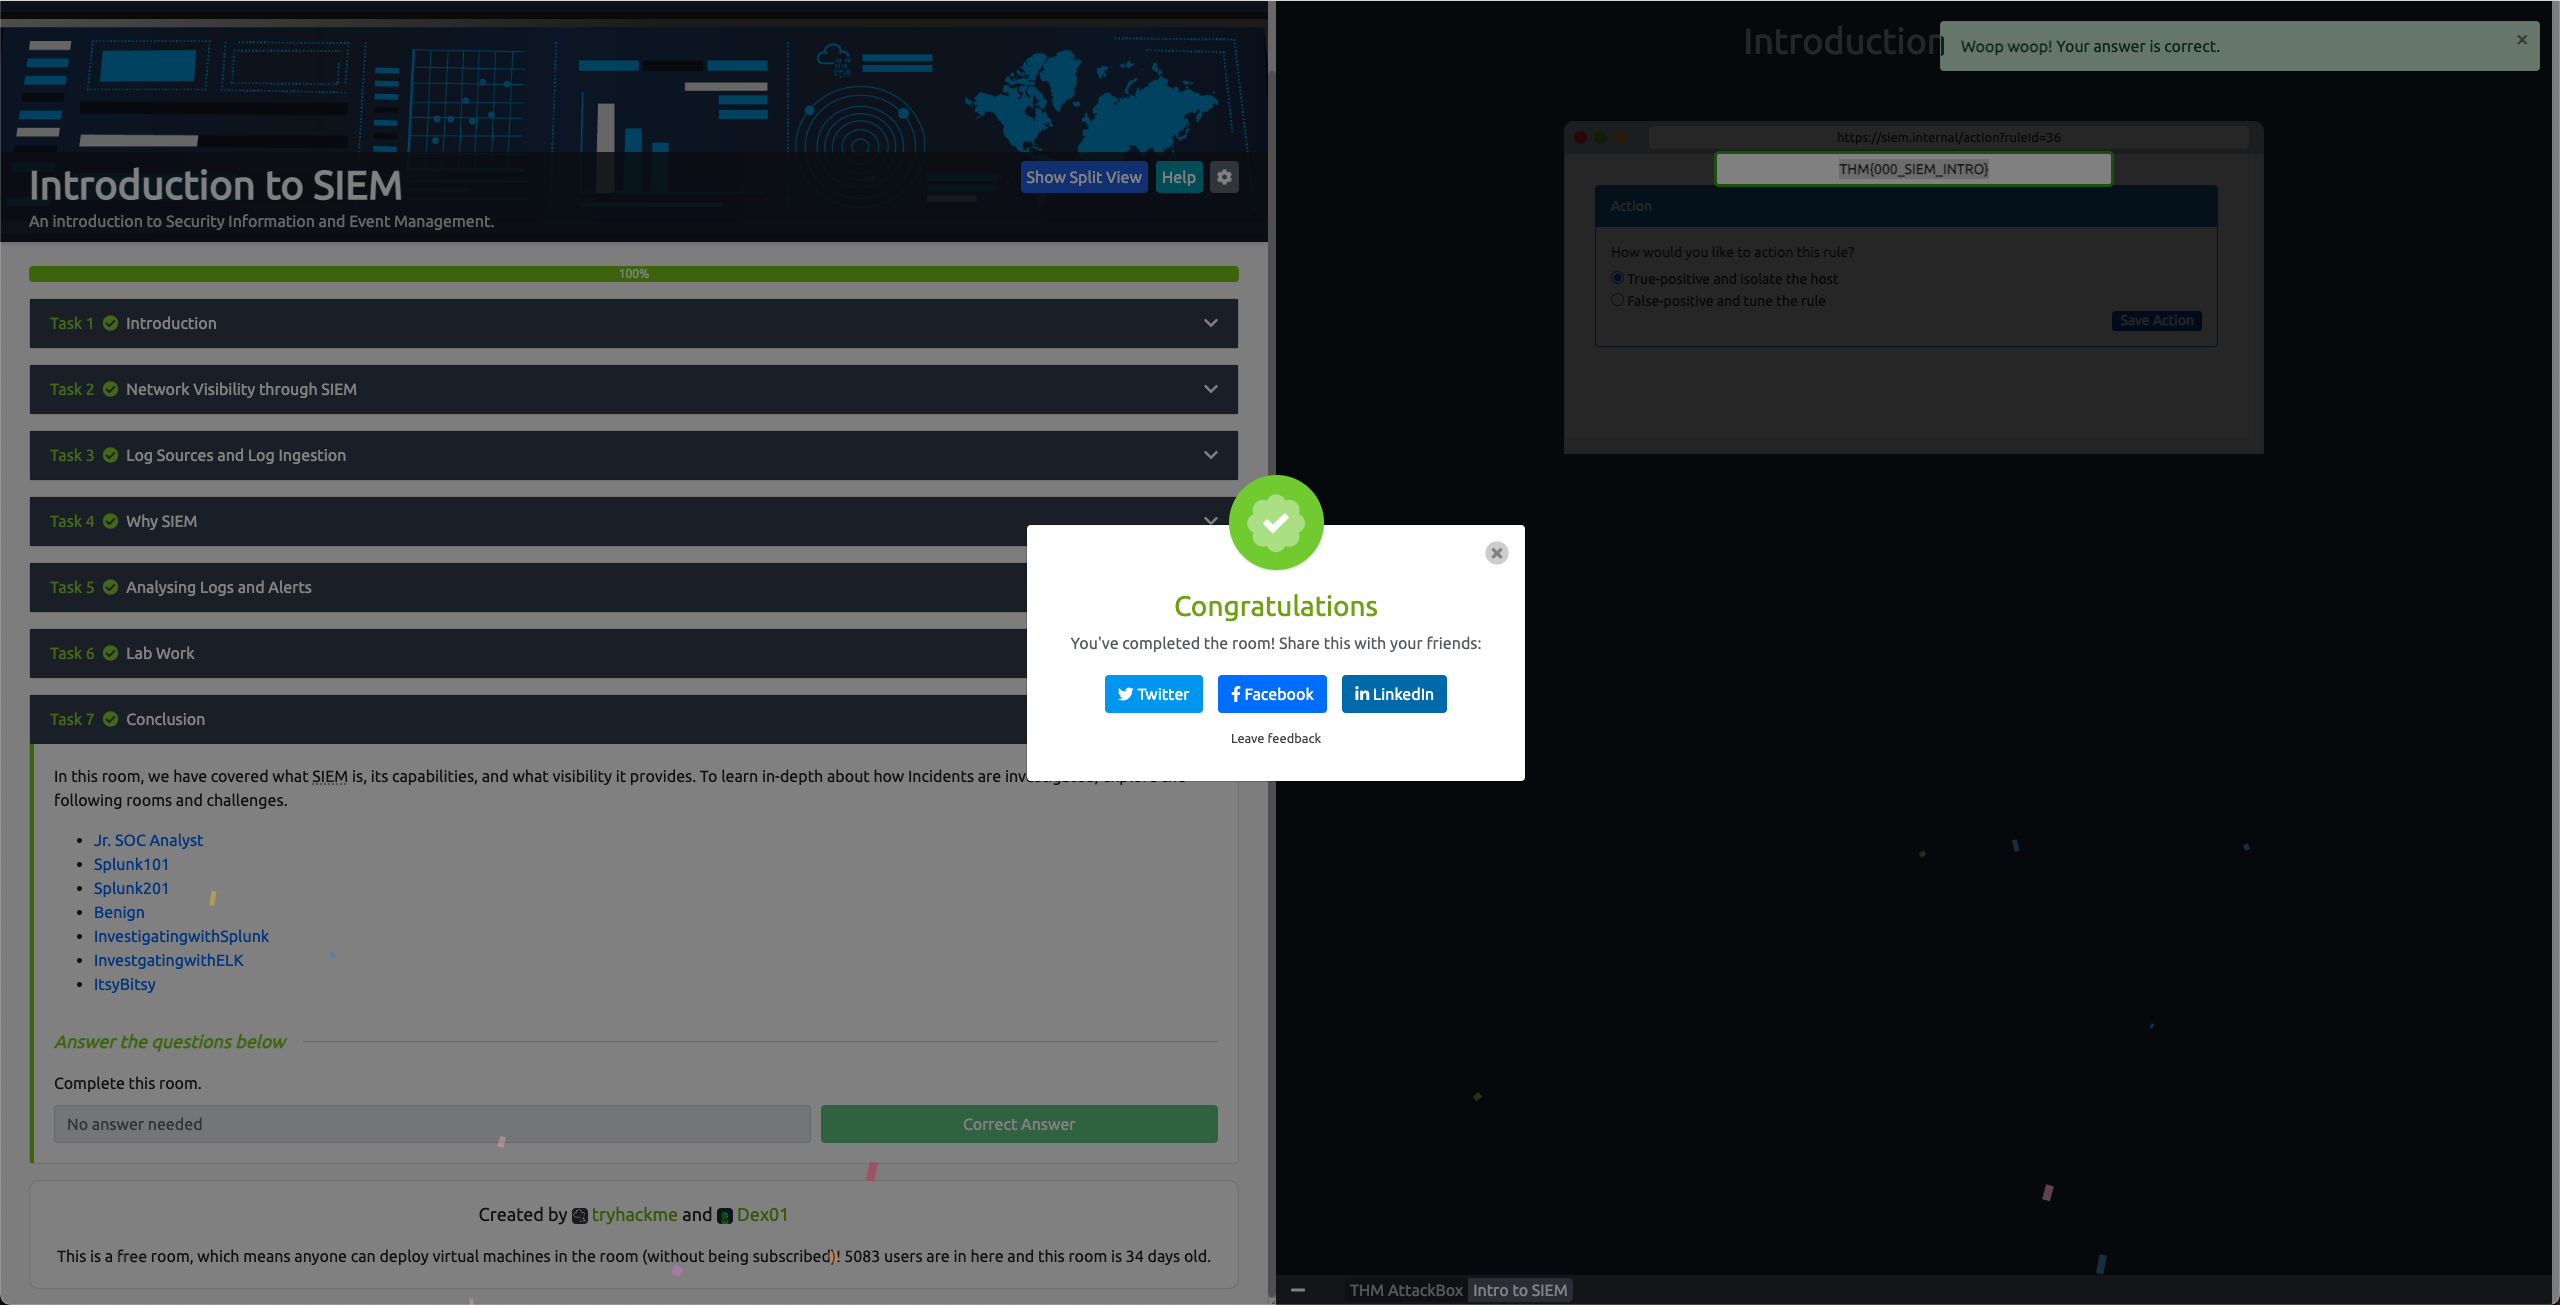 Introduction to SIEM
An introduction to Security Information and Event Management.
Show Split View
Help
100%
Task 1 Introduction
Task 2 Network Visibility through SIEM
Task 3 Log Sources and Log Ingestion
Task 4 Why SIEM
Task 5 Analysing Logs and Alerts
Task 6 Lab Work
Task 7 Conclusion
In this room, we have covered what SIEM is, its capabilities, and what visibility it provides. To learn in-depth about how Incidents are
following rooms and challenges.
Jr. SOC Analyst
Splunk101
Splunk201
Benign
InvestigatingwithSplunk
InvestgatingwithELK
ItsyBitsy
Answer the questions below
Complete this room.
No answer needed
Correct Answer
Created by tryhackme and Dex01
This is a free room, which means anyone can deploy virtual machines in the room (without being subscribed)! 5083 users are in here and this room is 34 days old.
Congratulations
You've completed the room! Share this with your friends:
Twitter
Facebook
LinkedIn
Leave feedback
Introduction
Woop woop! Your answer is correct.
https://siem.internal/action?ruleId=36
THM{000_SIEM_INTRO}
Action
How would you like to action this rule?
True-positive and isolate the host
False-positive and tune the rule
Save Action
THM AttackBox
Intro to SIEM